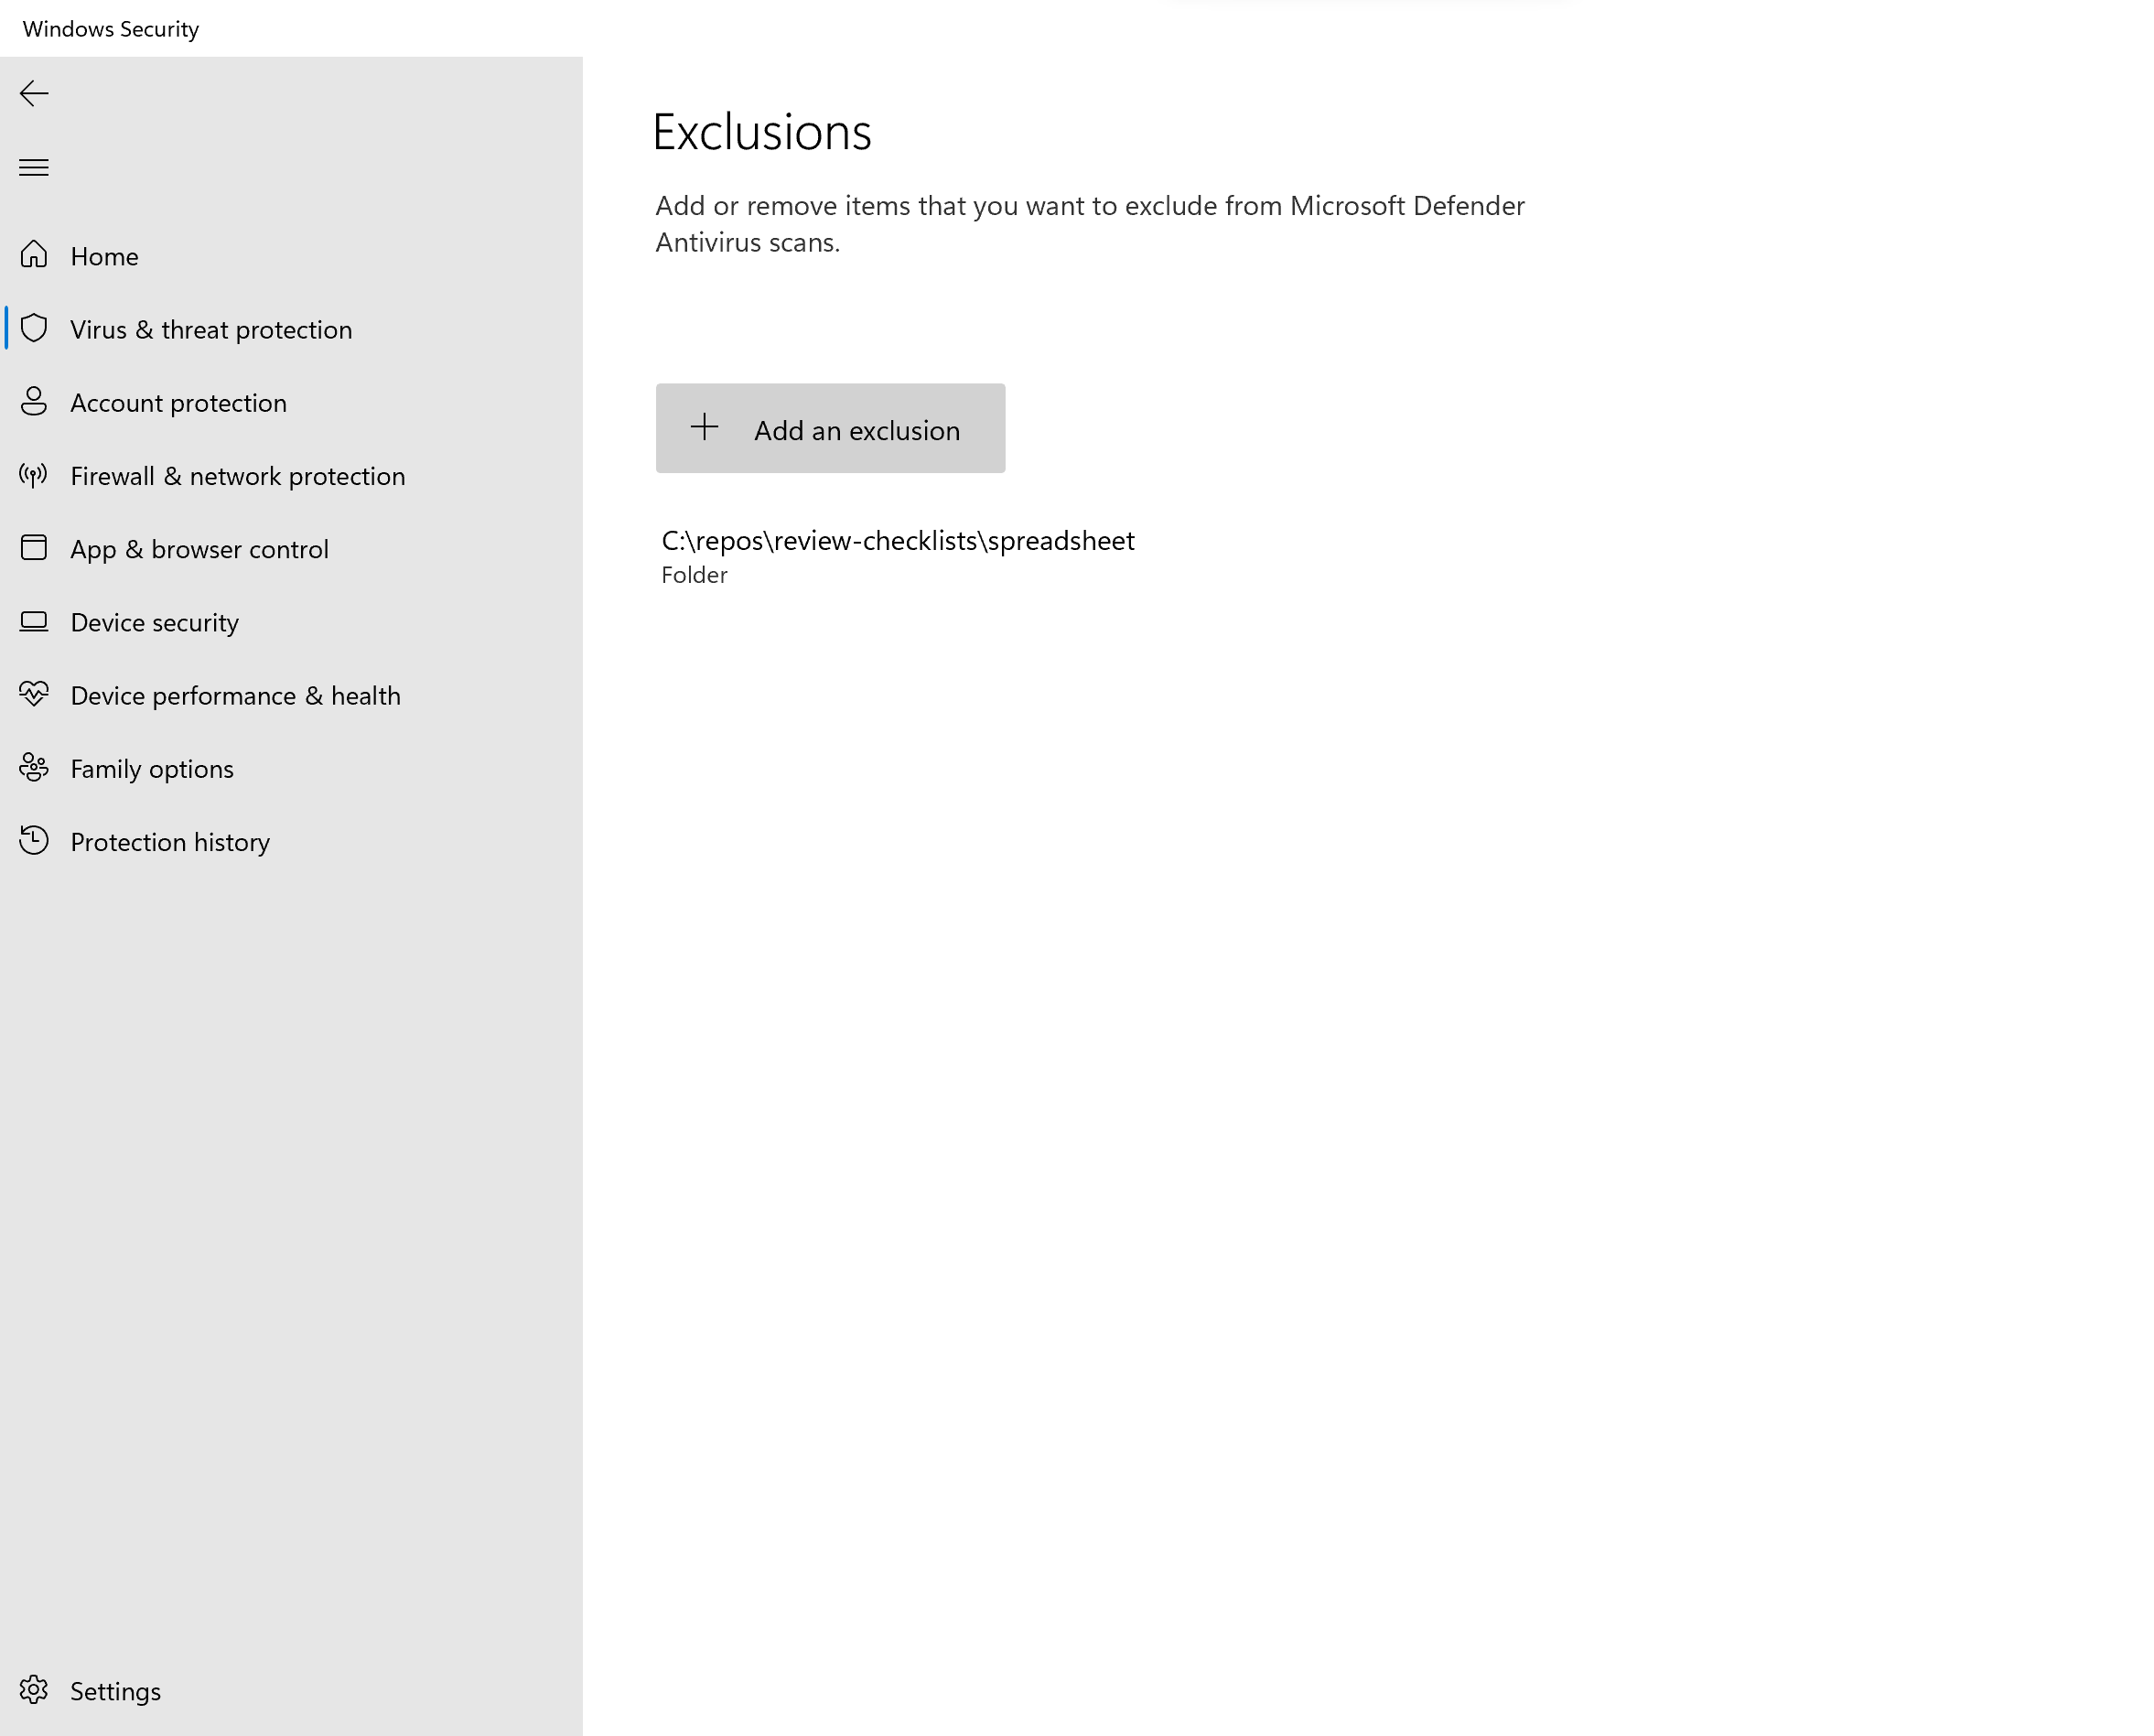 Windows Security
Home
Virus & threat protection
Account protection
Firewall & network protection
App & browser control
Device security
Device performance & health
Family options
Protection history
Settings
Exclusions
Add or remove items that you want to exclude from Microsoft Defender
Antivirus scans.
Add an exclusion
C:\repos\review-checklists\spreadsheet
Folder